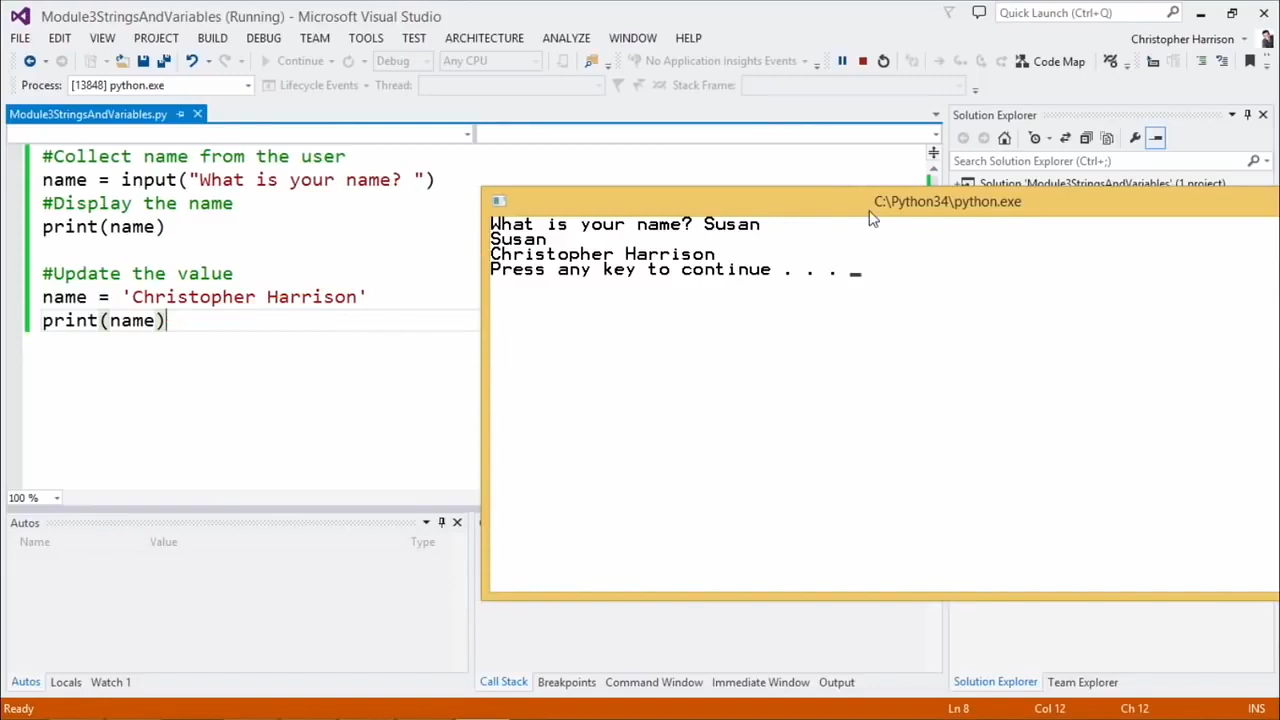 Module3StringsAndVariables (Running) - Microsoft Visual Studio
Quick Launch (Ctrl+Q)
FILE EDIT VIEW PROJECT BUILD DEBUG TEAM TOOLS TEST ARCHITECTURE ANALYZE WINDOW HELP
Christopher Harrison
Continue Debug Any CPU No Application Insights Events Code Map
Process: [13848] python.exe Lifecycle Events Thread: Stack Frame:
Module3StringsAndVariables.py
Solution Explorer
Search Solution Explorer (Ctrl+;)
Solution 'Module3StringsAndVariables' (1 project)
#Collect name from the user
name = input("What is your name? ")
#Display the name
print(name)
#Update the value
name = 'Christopher Harrison'
print(name)
C:\Python34\python.exe
What is your name? Susan
Susan
Christopher Harrison
Press any key to continue . . . _
100 %
Autos
Name Value Type
Autos Locals Watch 1
Call Stack Breakpoints Command Window Immediate Window Output
Solution Explorer Team Explorer
Ready Ln 8 Col 12 Ch 12 INS